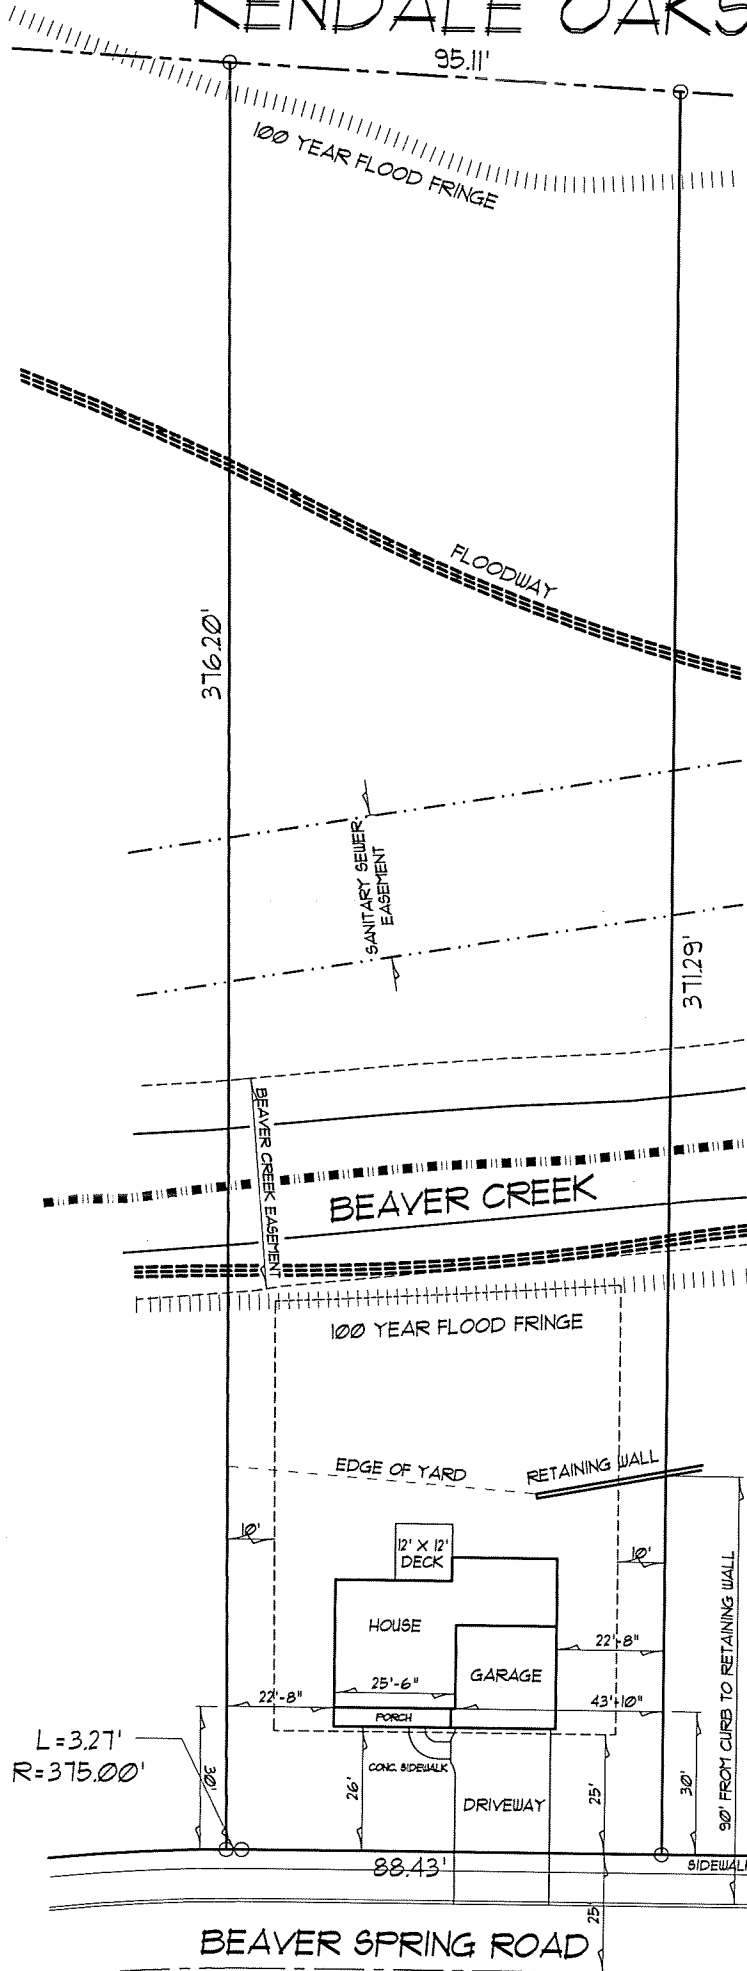 KENDALE OAKS
95.11'
100 YEAR FLOOD FRINGE
FLOODWAY
376.20'
SANITARY SEWER
EASEMENT
371.29'
BEAVER CREEK EASEMENT
BEAVER CREEK
100 YEAR FLOOD FRINGE
EDGE OF YARD
RETAINING WALL
10'
12' X 12'
DECK
10'
HOUSE
22'-8"
GARAGE
25'-6"
22'-8"
43'-10"
PORCH
90' FROM CURB TO RETAINING WALL
L=3.27'
R=375.00'
30'
26'
CONC. SIDEWALK
DRIVEWAY
25'
30'
88.43'
SIDEWALK
25'
BEAVER SPRING ROAD